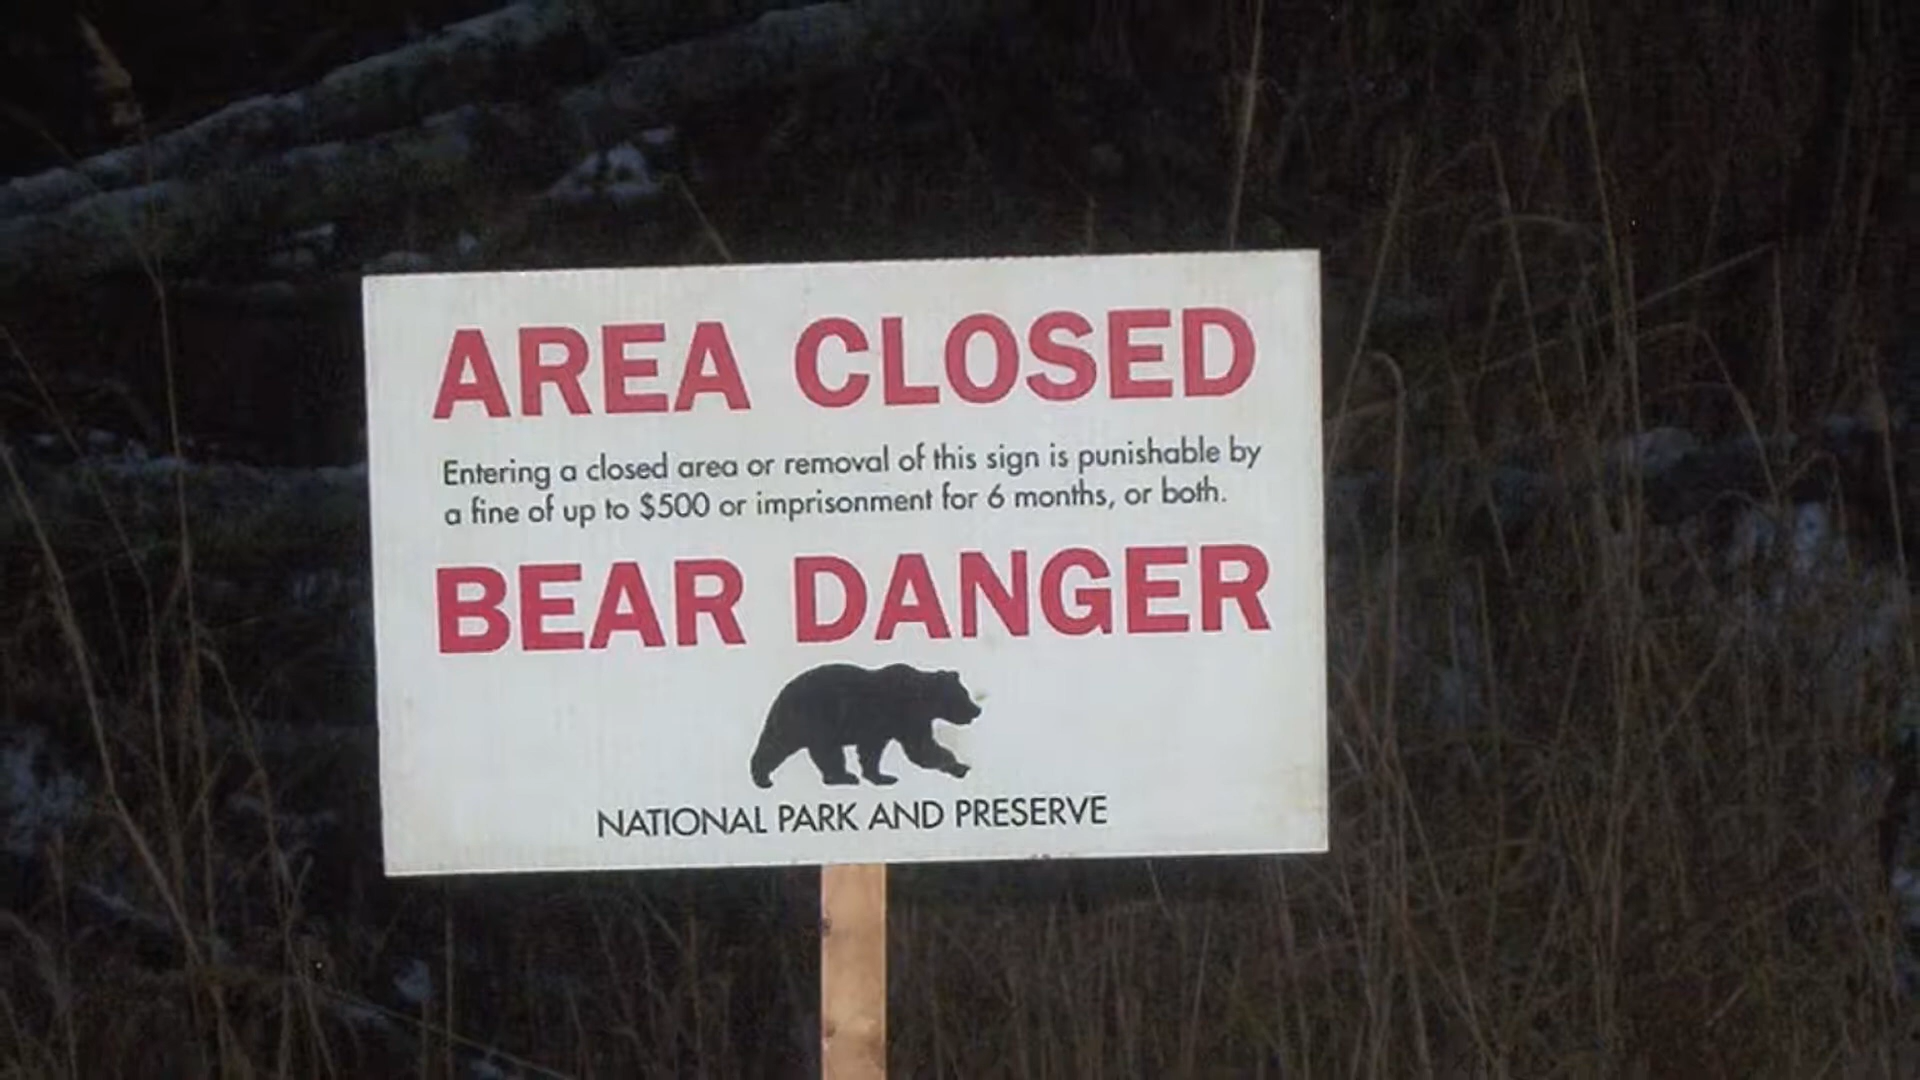 AREA CLOSED
Entering a closed area or removal of this sign is punishable by
a fine of up to $500 or imprisonment for 6 months, or both.
BEAR DANGER
NATIONAL PARK AND PRESERVE